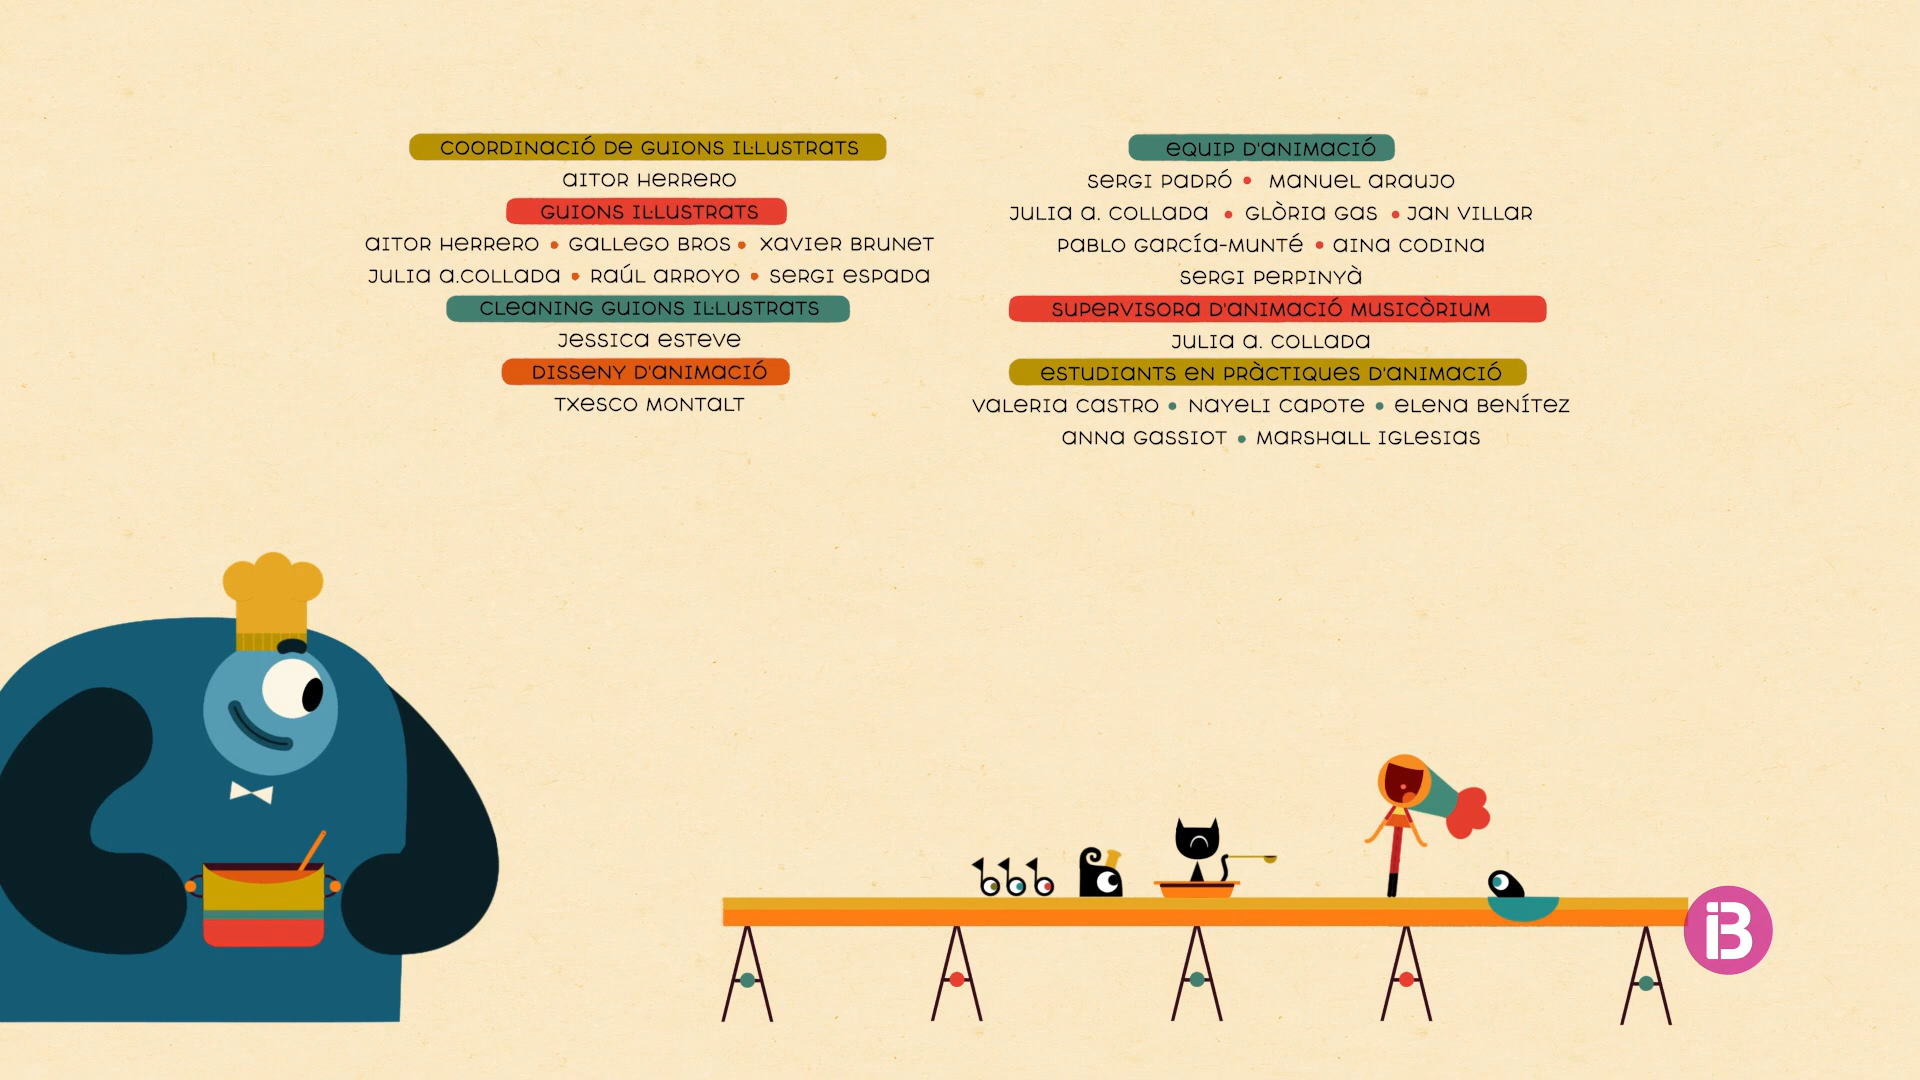 COORDINACIÓ DE GUIONS IL·LUSTRATS
AITOR HERRERO
GUIONS IL·LUSTRATS
AITOR HERRERO • GALLEGO BROS • XAVIER BRUNET
JULIA A.COLLADA • RAÚL ARROYO • SERGI ESPADA
CLEANING GUIONS IL·LUSTRATS
JESSICA ESTEVE
DISSENY D'ANIMACIÓ
TXESCO MONTALT
EQUIP D'ANIMACIÓ
SERGI PADRÓ • MANUEL ARAUJO
JULIA A. COLLADA • GLÒRIA GAS • JAN VILLAR
PABLO GARCÍA-MUNTÉ • AINA CODINA
SERGI PERPINYÀ
SUPERVISORA D'ANIMACIÓ MUSICÒRIUM
JULIA A. COLLADA
ESTUDIANTS EN PRÀCTIQUES D'ANIMACIÓ
VALERIA CASTRO • NAYELI CAPOTE • ELENA BENÍTEZ
ANNA GASSIOT • MARSHALL IGLESIAS
IB